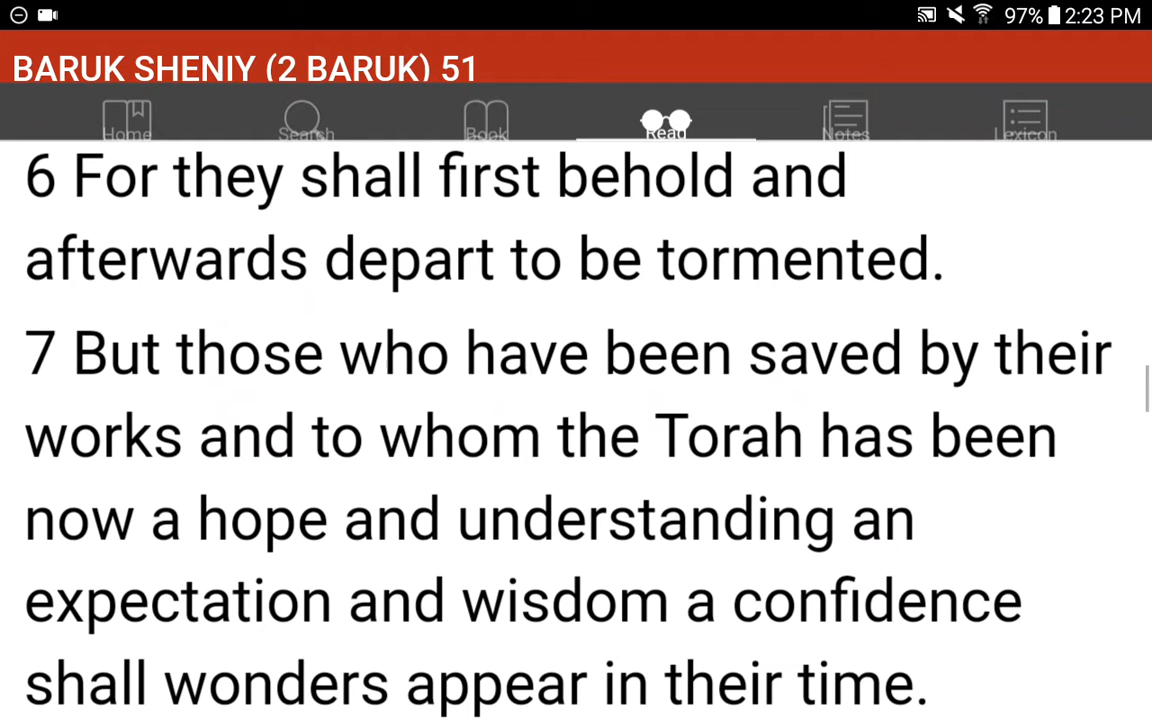 97% 2:23 PM
BARUK SHENIY (2 BARUK) 51
Home Search Book Read Notes Lexicon
6 For they shall first behold and
afterwards depart to be tormented.
7 But those who have been saved by their
works and to whom the Torah has been
now a hope and understanding an
expectation and wisdom a confidence
shall wonders appear in their time.